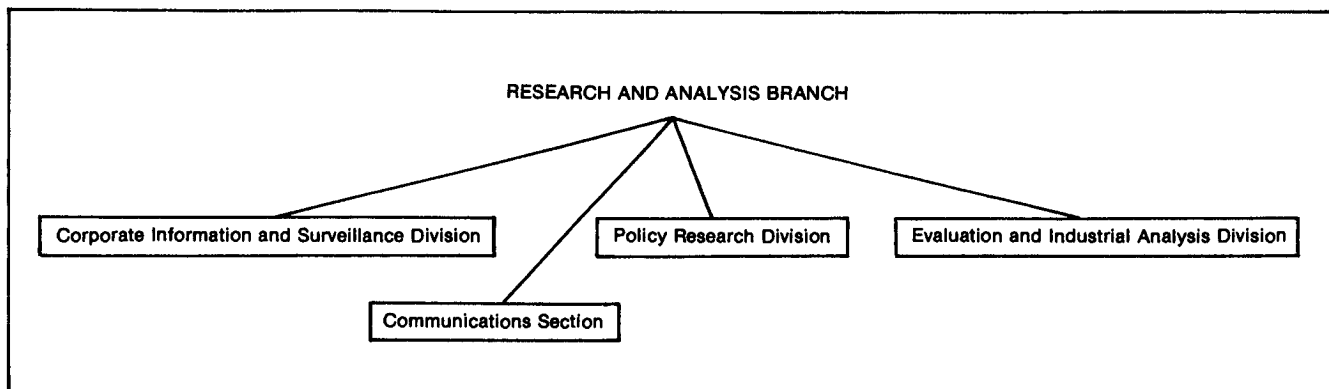 RESEARCH AND ANALYSIS BRANCH
Corporate Information and Surveillance Division
Policy Research Division
Evaluation and Industrial Analysis Division
Communications Section